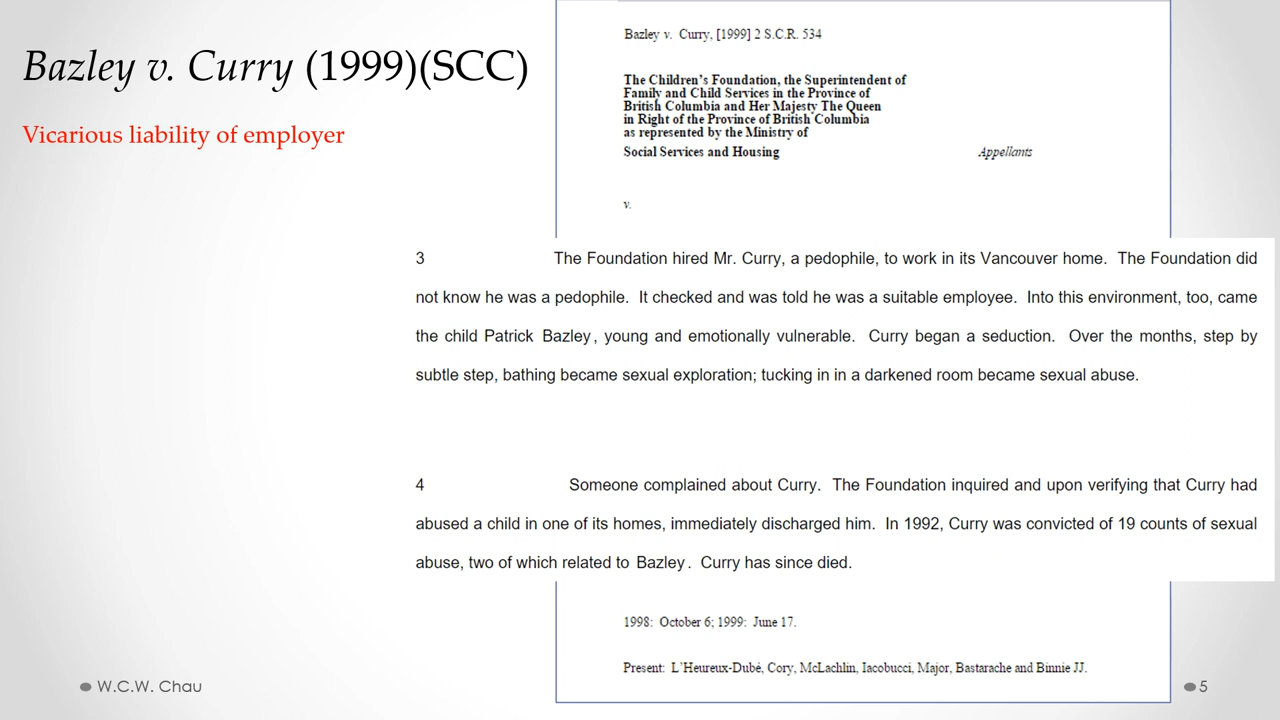 Bazley v. Curry (1999)(SCC)
Vicarious liability of employer
Bazley v. Curry, [1999] 2 S.C.R. 534
The Children's Foundation, the Superintendent of
Family and Child Services in the Province of
British Columbia and Her Majesty The Queen
in Right of the Province of British Columbia
as represented by the Ministry of
Social Services and Housing Appellants
v.
3 The Foundation hired Mr. Curry, a pedophile, to work in its Vancouver home. The Foundation did
not know he was a pedophile. It checked and was told he was a suitable employee. Into this environment, too, came
the child Patrick Bazley, young and emotionally vulnerable. Curry began a seduction. Over the months, step by
subtle step, bathing became sexual exploration; tucking in in a darkened room became sexual abuse.
4 Someone complained about Curry. The Foundation inquired and upon verifying that Curry had
abused a child in one of its homes, immediately discharged him. In 1992, Curry was convicted of 19 counts of sexual
abuse, two of which related to Bazley. Curry has since died.
1998: October 6; 1999: June 17.
Present: L'Heureux-Dubé, Cory, McLachlin, Iacobucci, Major, Bastarache and Binnie JJ.
W.C.W. Chau
5